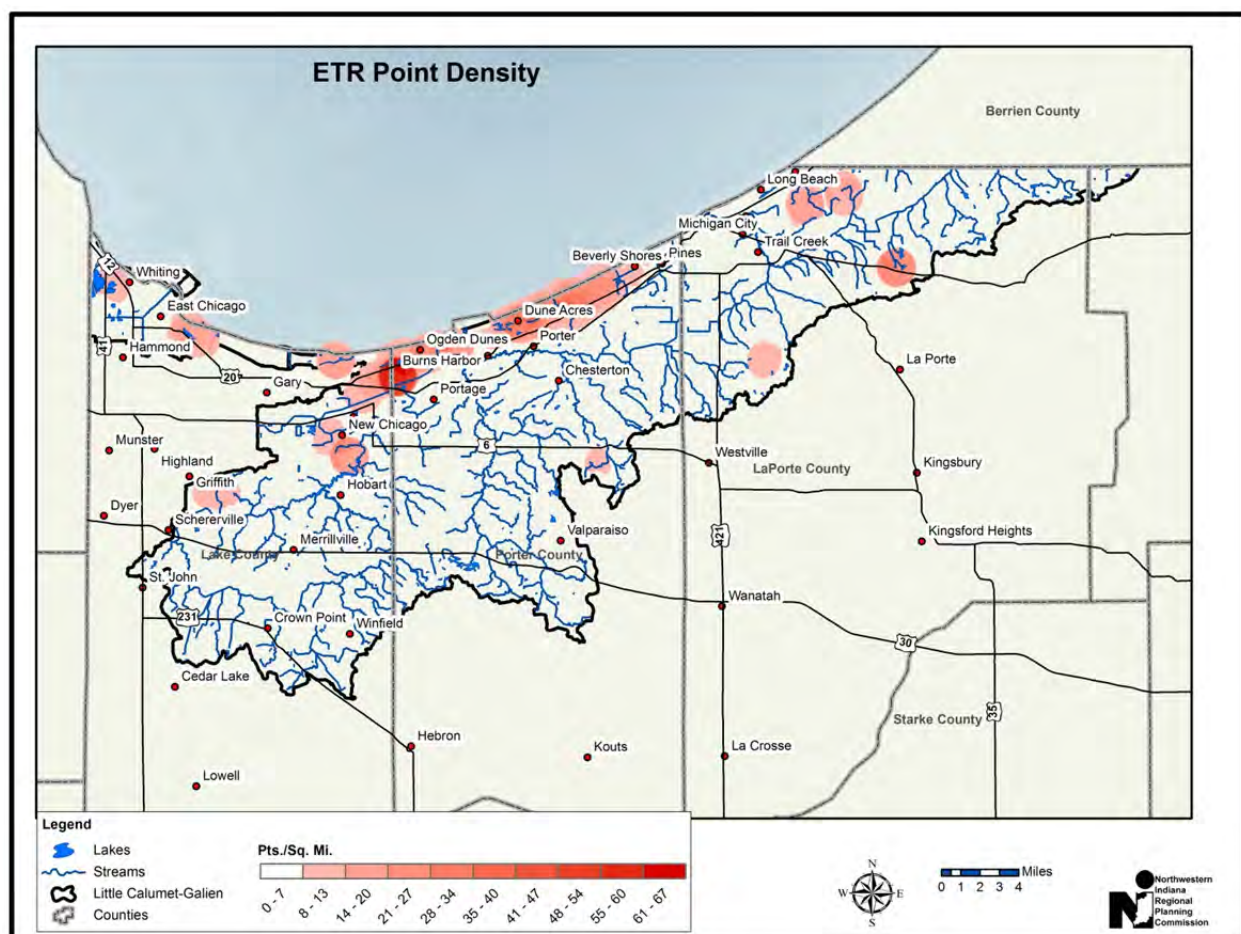 ETR Point Density
Berrien County
Long Beach
Michigan City
Trail Creek
Beverly Shores
Pines
12
Whiting
East Chicago
Dune Acres
Ogden Dunes
Porter
41
Hammond
Burns Harbor
La Porte
20
Gary
Chesterton
Portage
New Chicago
6
Munster
Highland
Westville
LaPorte County
Kingsbury
Griffith
Hobart
Dyer
Schererville
Valparaiso
421
Kingsford Heights
Lake County
Merrillville
Porter County
St. John
Wanatah
231
Crown Point
Winfield
30
Cedar Lake
Starke County
35
Hebron
Kouts
La Crosse
Lowell
Legend
Lakes
Streams
Little Calumet-Galien
Counties
Pts./Sq. Mi.
0 - 7
8 - 13
14 - 20
21 - 27
28 - 34
35 - 40
41 - 47
48 - 54
55 - 60
61 - 67
N
W
E
S
Miles
0 1 2 3 4
Northwestern
Indiana
Regional
Planning
Commission